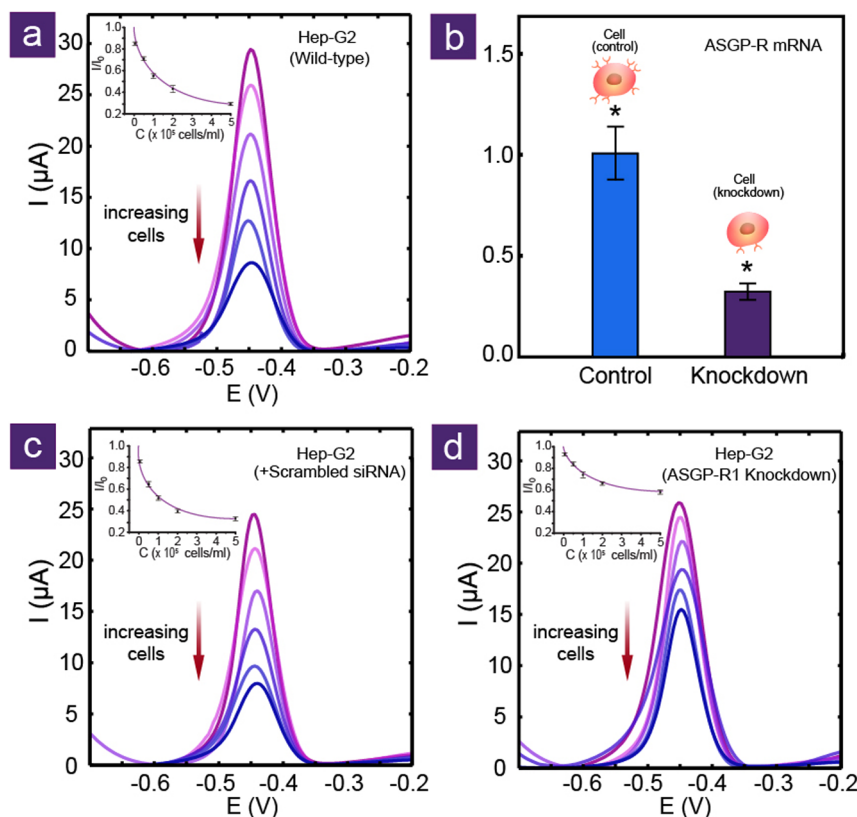 a
Hep-G2
(Wild-type)
I (µA)
30
25
20
15
10
5
0
I/I₀
1.0
0.8
0.6
0.4
0.2
0 1 2 3 4 5
C (x 10⁵ cells/ml)
increasing
cells
-0.6 -0.5 -0.4 -0.3 -0.2
E (V)
b
ASGP-R mRNA
1.5
1.0
0.5
0.0
Cell
(control)
*
Cell
(knockdown)
*
Control Knockdown
c
Hep-G2
(+Scrambled siRNA)
I (µA)
30
25
20
15
10
5
0
I/I₀
1.0
0.8
0.6
0.4
0.2
0 1 2 3 4 5
C (x 10⁵ cells/ml)
increasing
cells
-0.6 -0.5 -0.4 -0.3 -0.2
E (V)
d
Hep-G2
(ASGP-R1 Knockdown)
I (µA)
30
25
20
15
10
5
0
I/I₀
1.0
0.8
0.6
0.4
0.2
0 1 2 3 4 5
C (x 10⁵ cells/ml)
increasing
cells
-0.6 -0.5 -0.4 -0.3 -0.2
E (V)